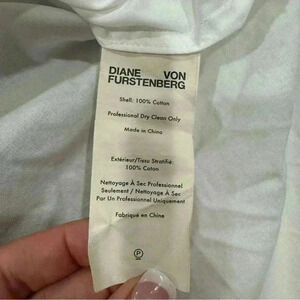 DIANE VON
FURSTENBERG
Shell: 100% Cotton
Professional Dry Clean Only
Made in China
Extérieur/Tissu Stratifié:
100% Coton
Nettoyage À Sec Professionnel
Seulement / Nettoyage À Sec
Par Un Professionnel Uniquement
Fabriqué en Chine
P